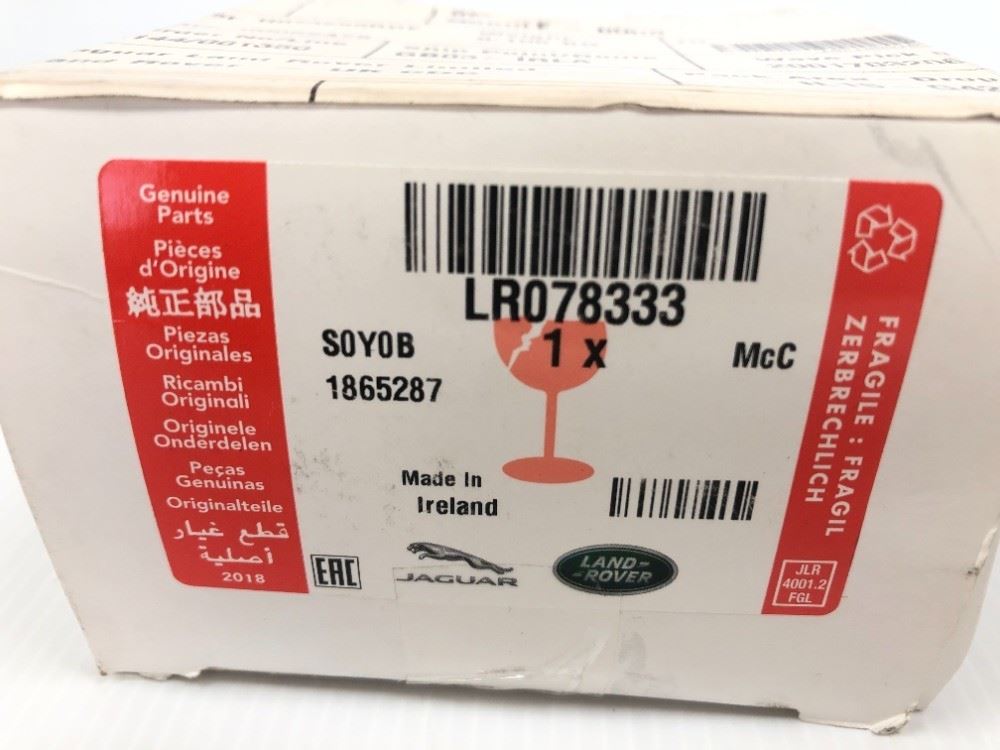 Genuine
Parts
Pièces
d'Origine
純正部品
Piezas
Originales
Ricambi
Originali
Originele
Onderdelen
Peças
Genuinas
Originalteile
قطع غيار
أصلية
2018
LR078333
1 x
S0Y0B
McC
1865287
Made In
Ireland
EAC
JAGUAR
LAND-
-ROVER
FRAGILE : FRAGIL
ZERBRECHLICH
JLR
4001.2
FGL